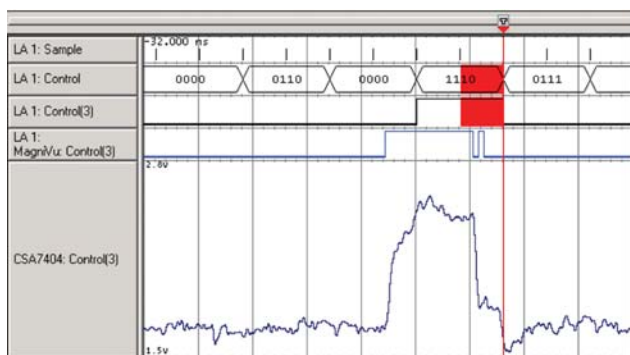 T
LA 1: Sample
-32.000 ns
LA 1: Control
0000 0110 0000 1110 0111
LA 1: Control(3)
LA 1:
MagniVu: Control(3)
2.8v
CSA7404: Control(3)
1.5v